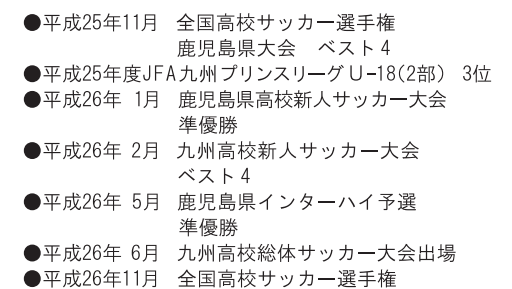 ●平成25年11月　全国高校サッカー選手権
鹿児島県大会　ベスト4
●平成25年度JFA九州プリンスリーグU-18(2部)　3位
●平成26年 1月　鹿児島県高校新人サッカー大会
準優勝
●平成26年 2月　九州高校新人サッカー大会
ベスト4
●平成26年 5月　鹿児島県インターハイ予選
準優勝
●平成26年 6月　九州高校総体サッカー大会出場
●平成26年11月　全国高校サッカー選手権